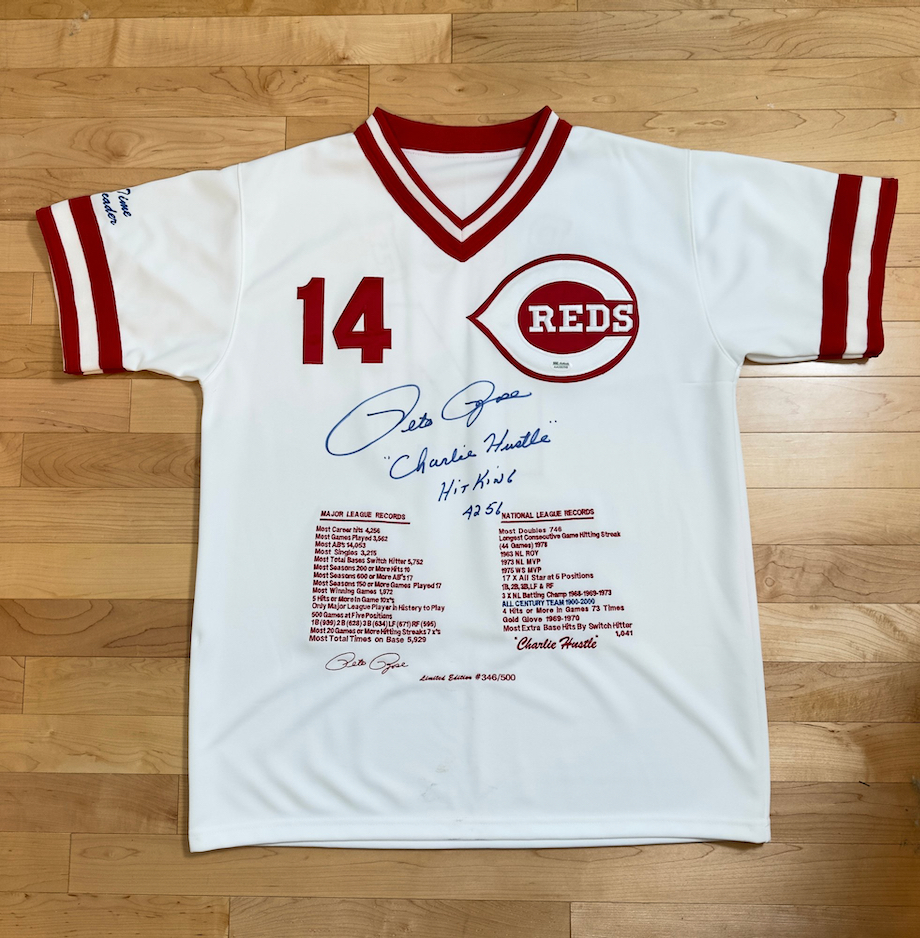 Time
eader
14
REDS
Pete Rose
"Charlie Hustle"
HIT KING
4256
MAJOR LEAGUE RECORDS
Most Career hits 4,256
Most Games Played 3,562
Most AB's 14,053
Most Singles 3,215
Most Total Bases Switch Hitter 5,752
Most Seasons 200 or More Hits 10
Most Seasons 600 or More AB's 17
Most Seasons 150 or More Games Played 17
Most Winning Games 1,972
5 Hits or More in Game 10x's
Only Major League Player in History to Play
500 Games at Five Positions
1B (939) 2B (628) 3B (634) LF (671) RF (595)
Most 20 Games or More Hitting Streaks 7 x's
Most Total Times on Base 5,929
Pete Rose
NATIONAL LEAGUE RECORDS
Most Doubles 746
Longest Consecutive Game Hitting Streak
(44 Games) 1978
1963 NL ROY
1973 NL MVP
1975 WS MVP
17 X All Star at 5 Positions
1B, 2B, 3B, LF & RF
3 X NL Batting Champ 1968-1969-1973
ALL CENTURY TEAM 1900-2000
4 Hits or More in Games 73 Times
Gold Glove 1969-1970
Most Extra Base Hits By Switch Hitter
1,041
"Charlie Hustle"
Limited Edition #346/500